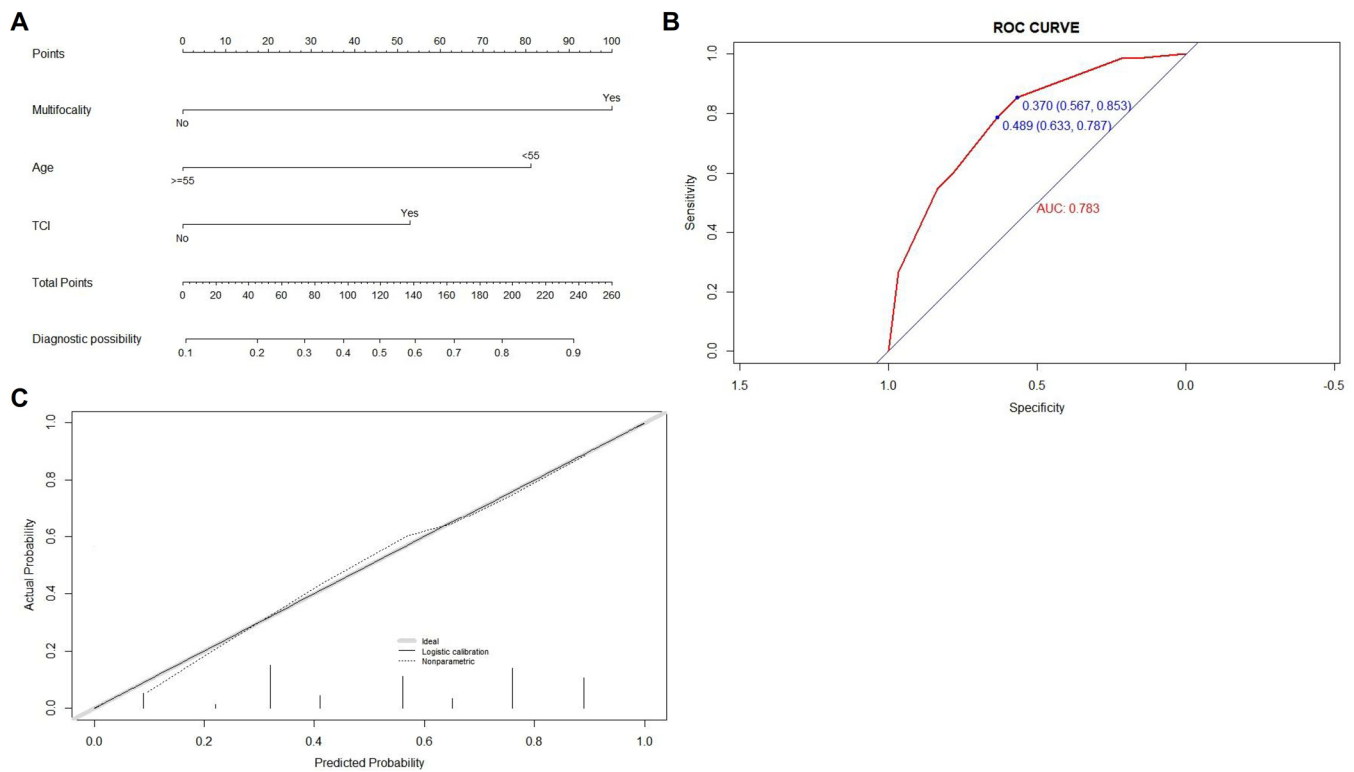 A
Points
0 10 20 30 40 50 60 70 80 90 100
Multifocality
Yes
No
Age
<55
>=55
TCI
Yes
No
Total Points
0 20 40 60 80 100 120 140 160 180 200 220 240 260
Diagnostic possibility
0.1 0.2 0.3 0.4 0.5 0.6 0.7 0.8 0.9
B
ROC CURVE
Sensitivity
1.0
0.8
0.6
0.4
0.2
0.0
0.370 (0.567, 0.853)
0.489 (0.633, 0.787)
AUC: 0.783
1.5 1.0 0.5 0.0 -0.5
Specificity
C
Actual Probability
1.0
0.8
0.6
0.4
0.2
0.0
Ideal
Logistic calibration
Nonparametric
0.0 0.2 0.4 0.6 0.8 1.0
Predicted Probability